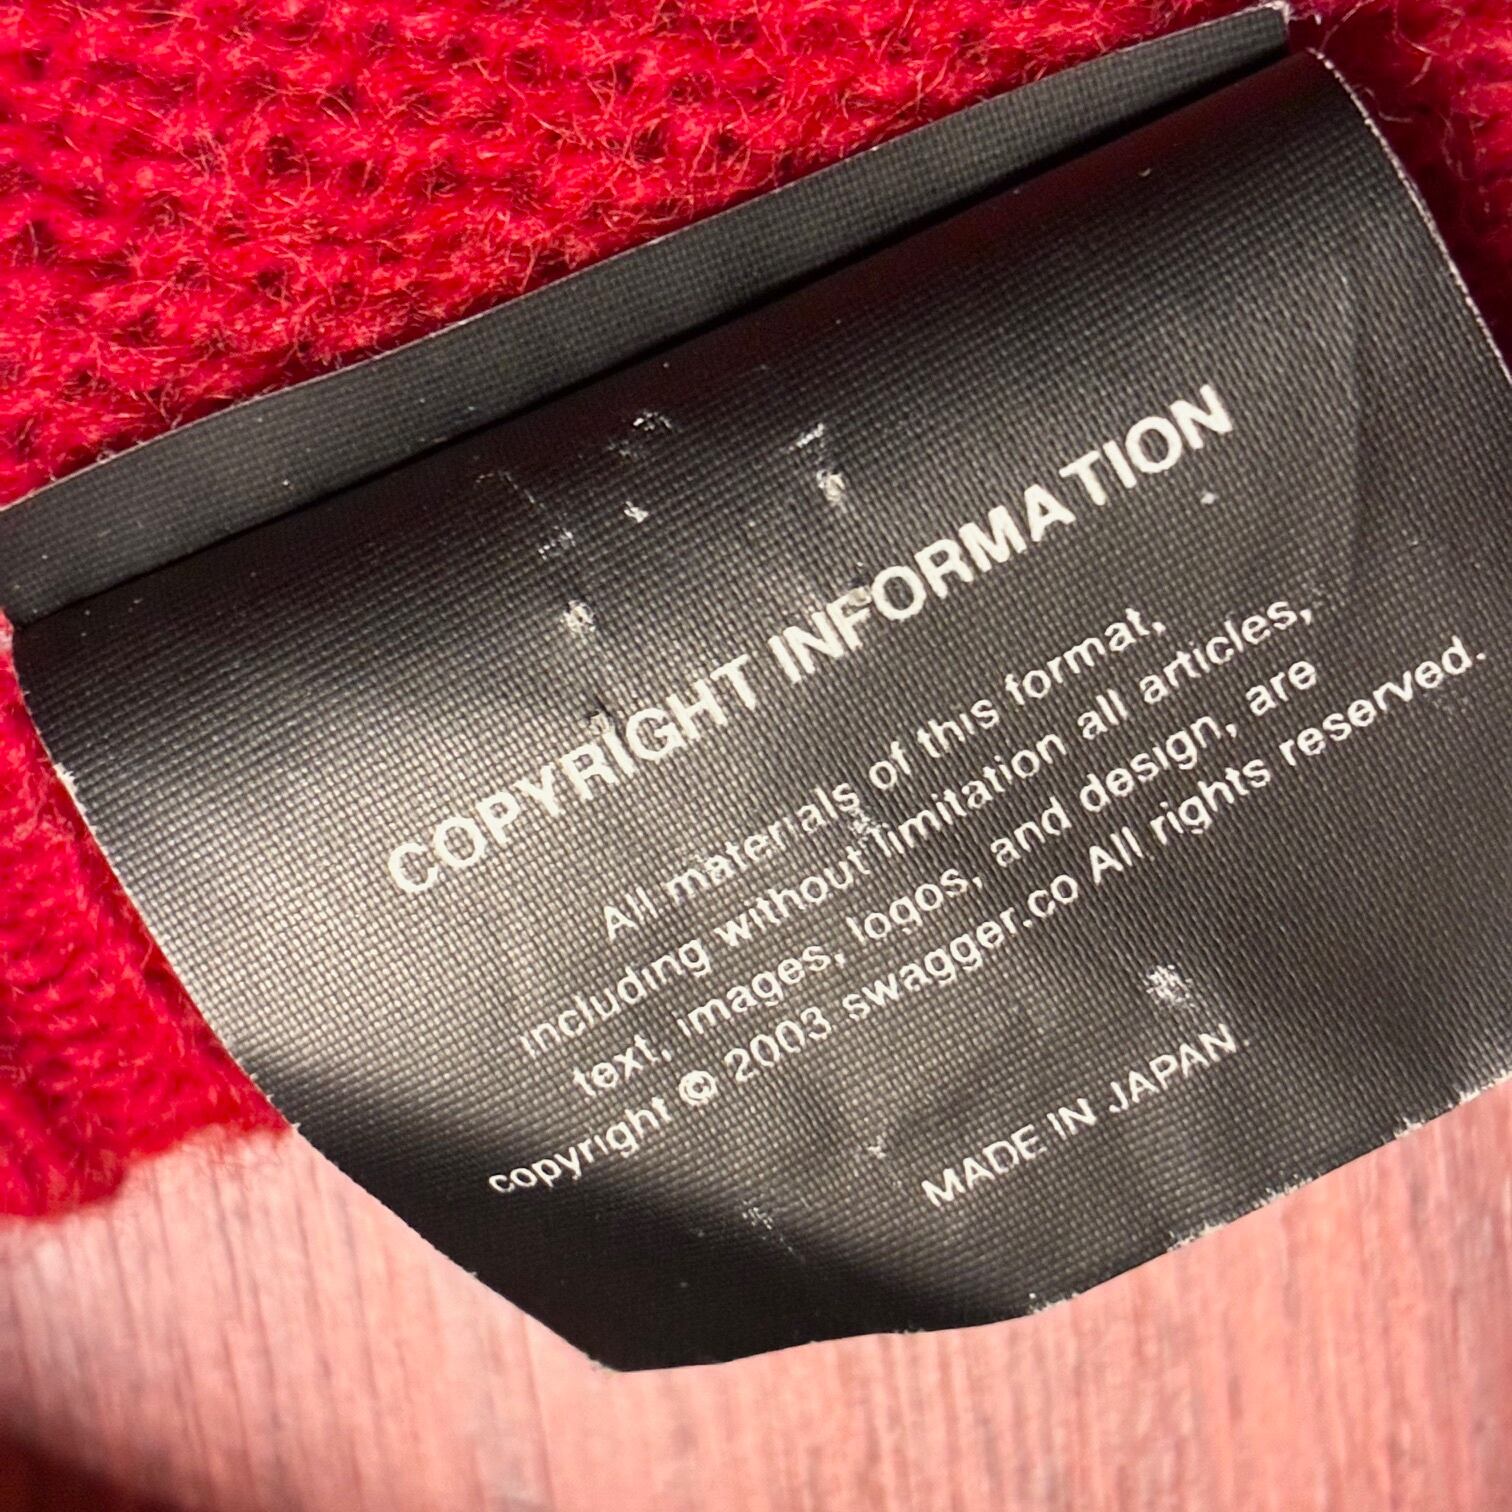 COPYRIGHT INFORMATION
All materials of this format,
including without limitation all articles,
text, images, logos, and design, are
copyright © 2003 swagger.co All rights reserved.
MADE IN JAPAN.